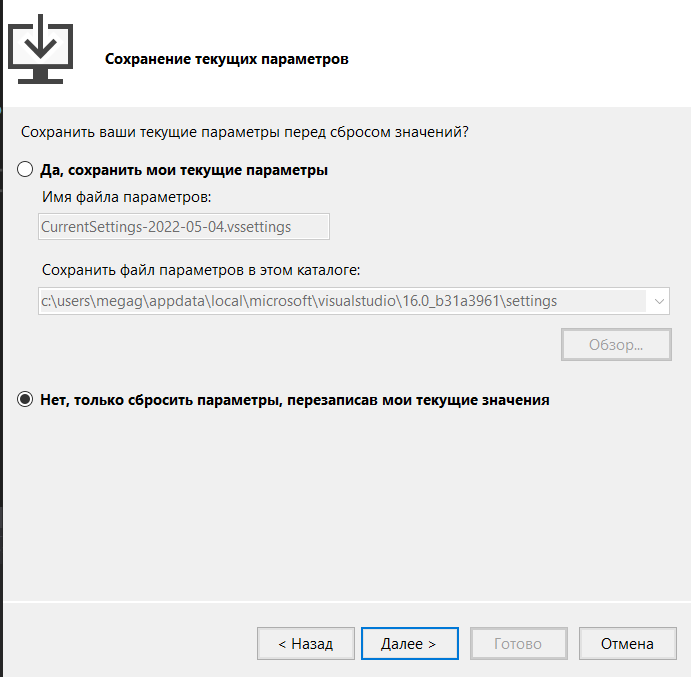 Сохранение текущих параметров
Сохранить ваши текущие параметры перед сбросом значений?
Да, сохранить мои текущие параметры
Имя файла параметров:
CurrentSettings-2022-05-04.vssettings
Сохранить файл параметров в этом каталоге:
c:\users\megag\appdata\local\microsoft\visualstudio\16.0_b31a3961\settings
Обзор...
Нет, только сбросить параметры, перезаписав мои текущие значения
< Назад
Далее >
Готово
Отмена